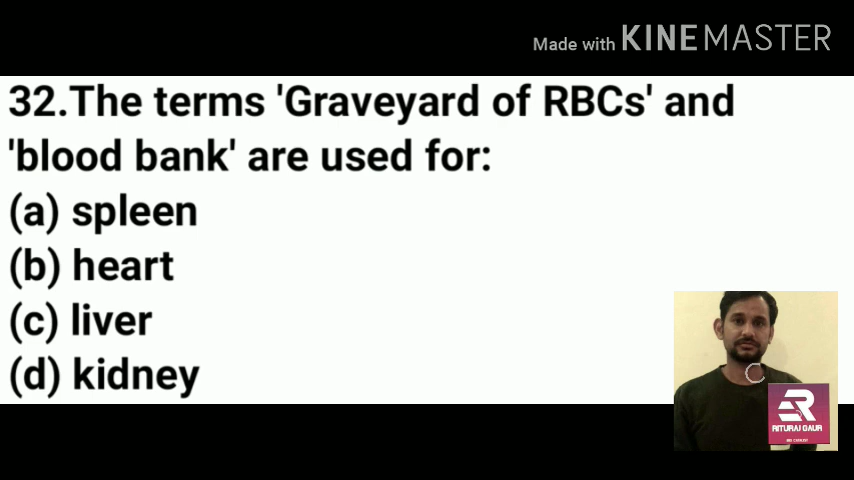 Made with KINEMASTER
32.The terms 'Graveyard of RBCs' and
'blood bank' are used for:
(a) spleen
(b) heart
(c) liver
(d) kidney
RITURAJ GAUR